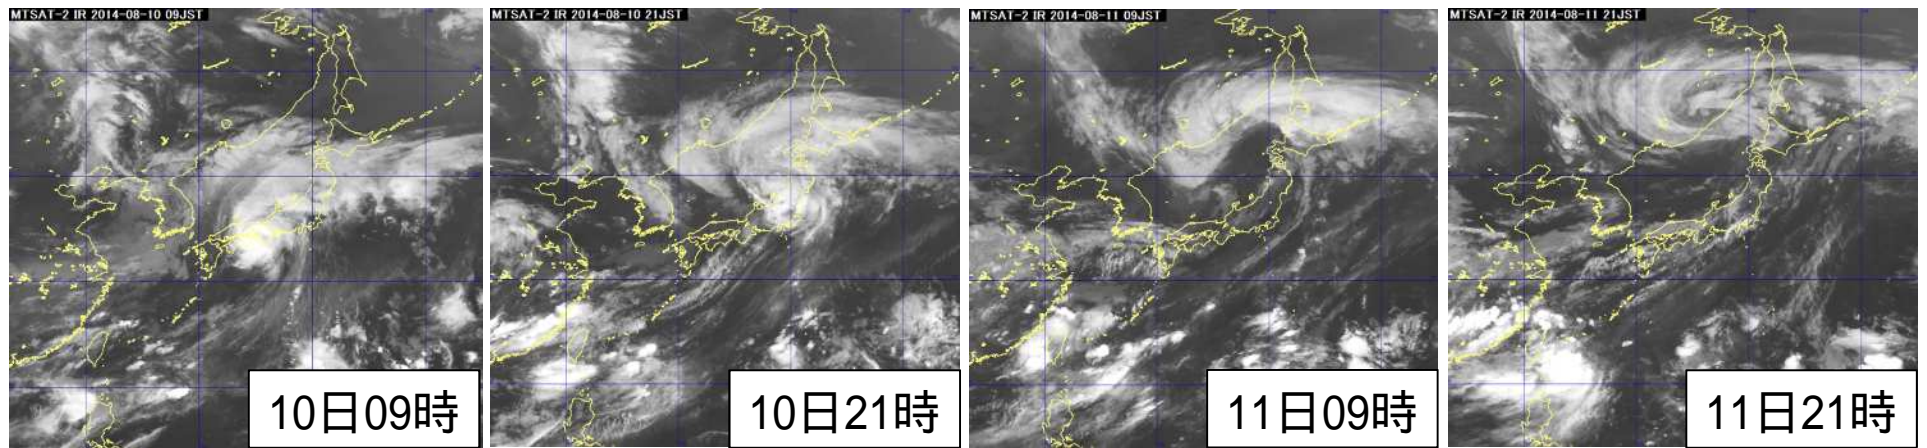 MTSAT-2 IR 2014-08-10 09JST
10日09時
MTSAT-2 IR 2014-08-10 21JST
10日21時
MTSAT-2 IR 2014-08-11 09JST
11日09時
MTSAT-2 IR 2014-08-11 21JST
11日21時